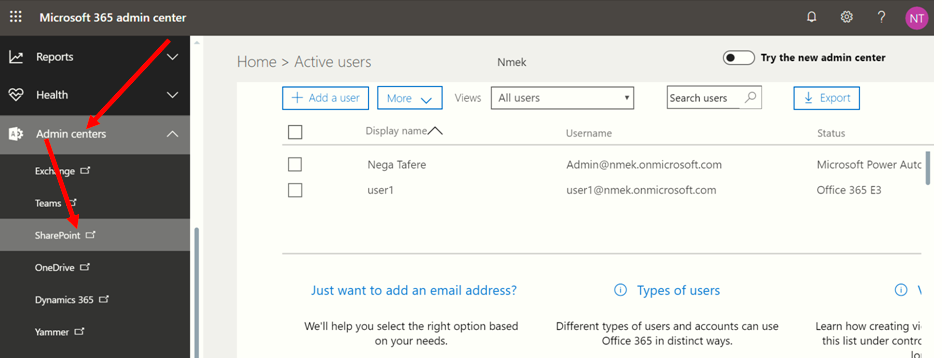 Microsoft 365 admin center
NT
Reports
Health
Admin centers
Exchange
Teams
SharePoint
OneDrive
Dynamics 365
Yammer
Home > Active users
Nmek
Try the new admin center
+ Add a user
More
Views
All users
Search users
Export
Display name
Username
Status
Nega Tafere
Admin@nmek.onmicrosoft.com
Microsoft Power Auto
user1
user1@nmek.onmicrosoft.com
Office 365 E3
Just want to add an email address?
We'll help you select the right option based
on your needs.
Types of users
Different types of users and accounts can use
Office 365 in distinct ways.
Learn how creating vi
this list under contro